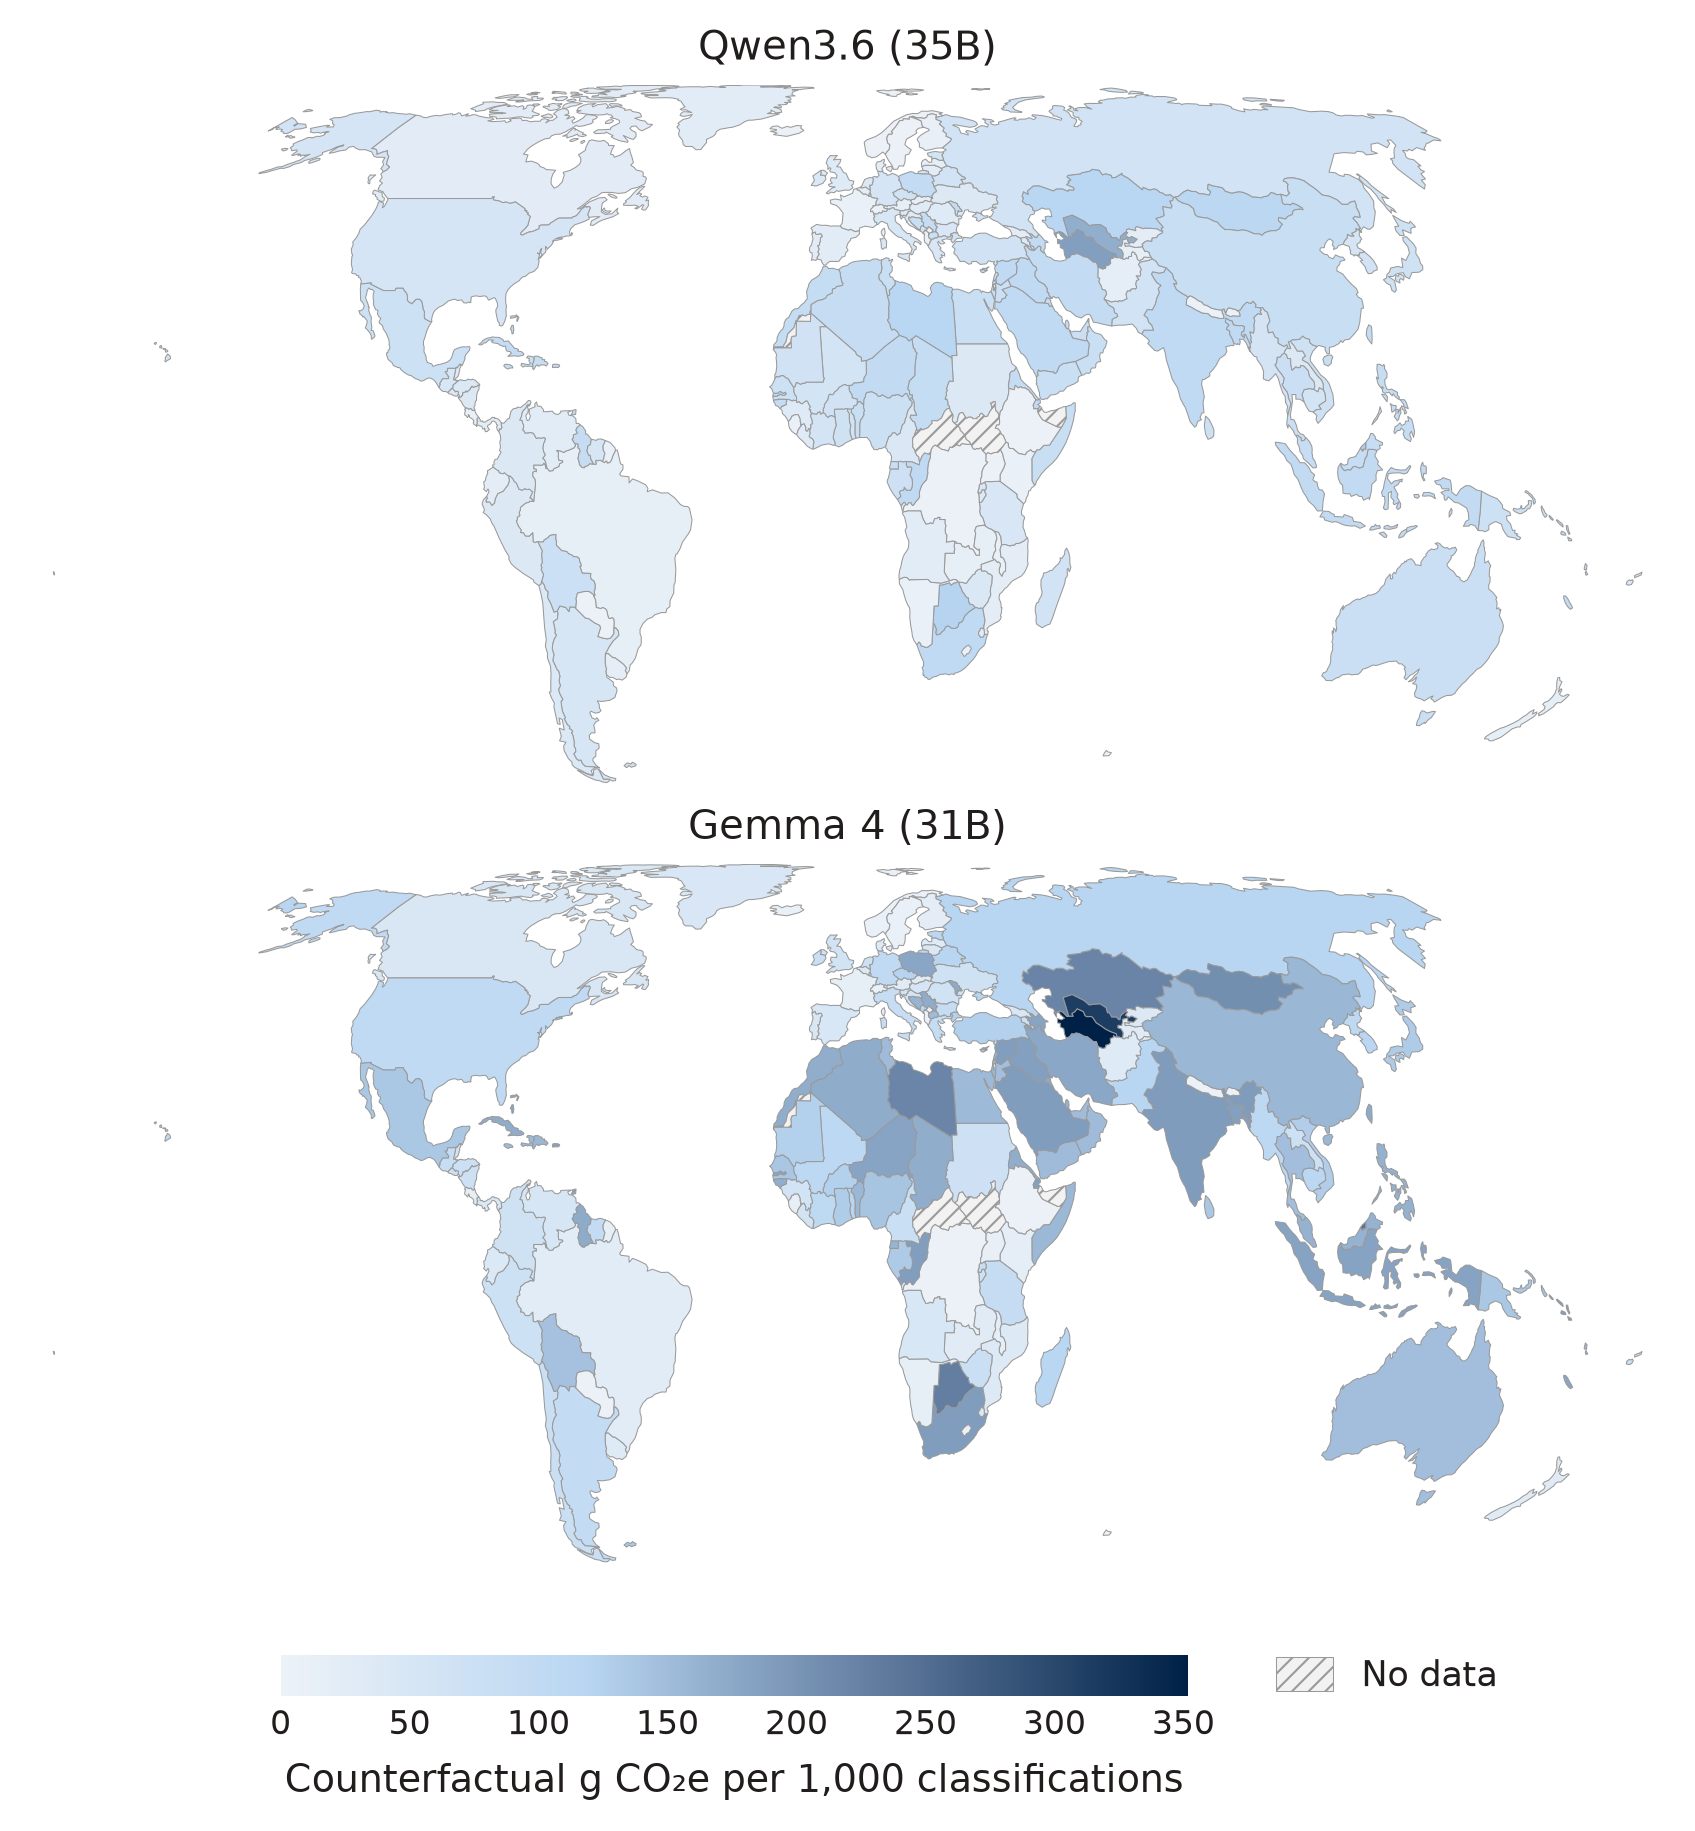 Qwen3.6 (35B)
Gemma 4 (31B)
0 50 100 150 200 250 300 350
No data
Counterfactual g CO₂e per 1,000 classifications